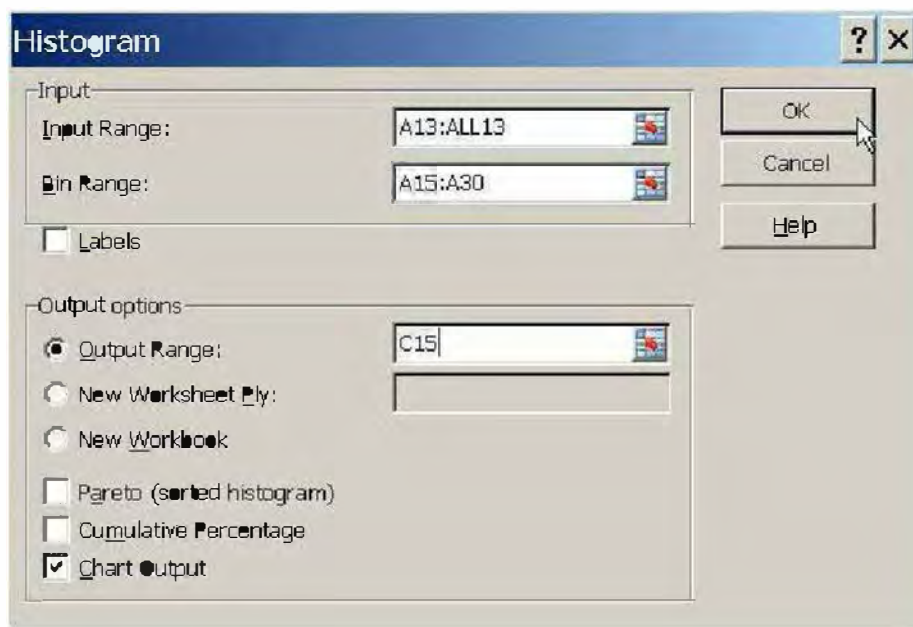 Histogram
Input
Input Range: A13:ALL13
Bin Range: A15:A30
Labels
OK
Cancel
Help
Output options
Output Range: C15
New Worksheet Ply:
New Workbook
Pareto (sorted histogram)
Cumulative Percentage
Chart Output